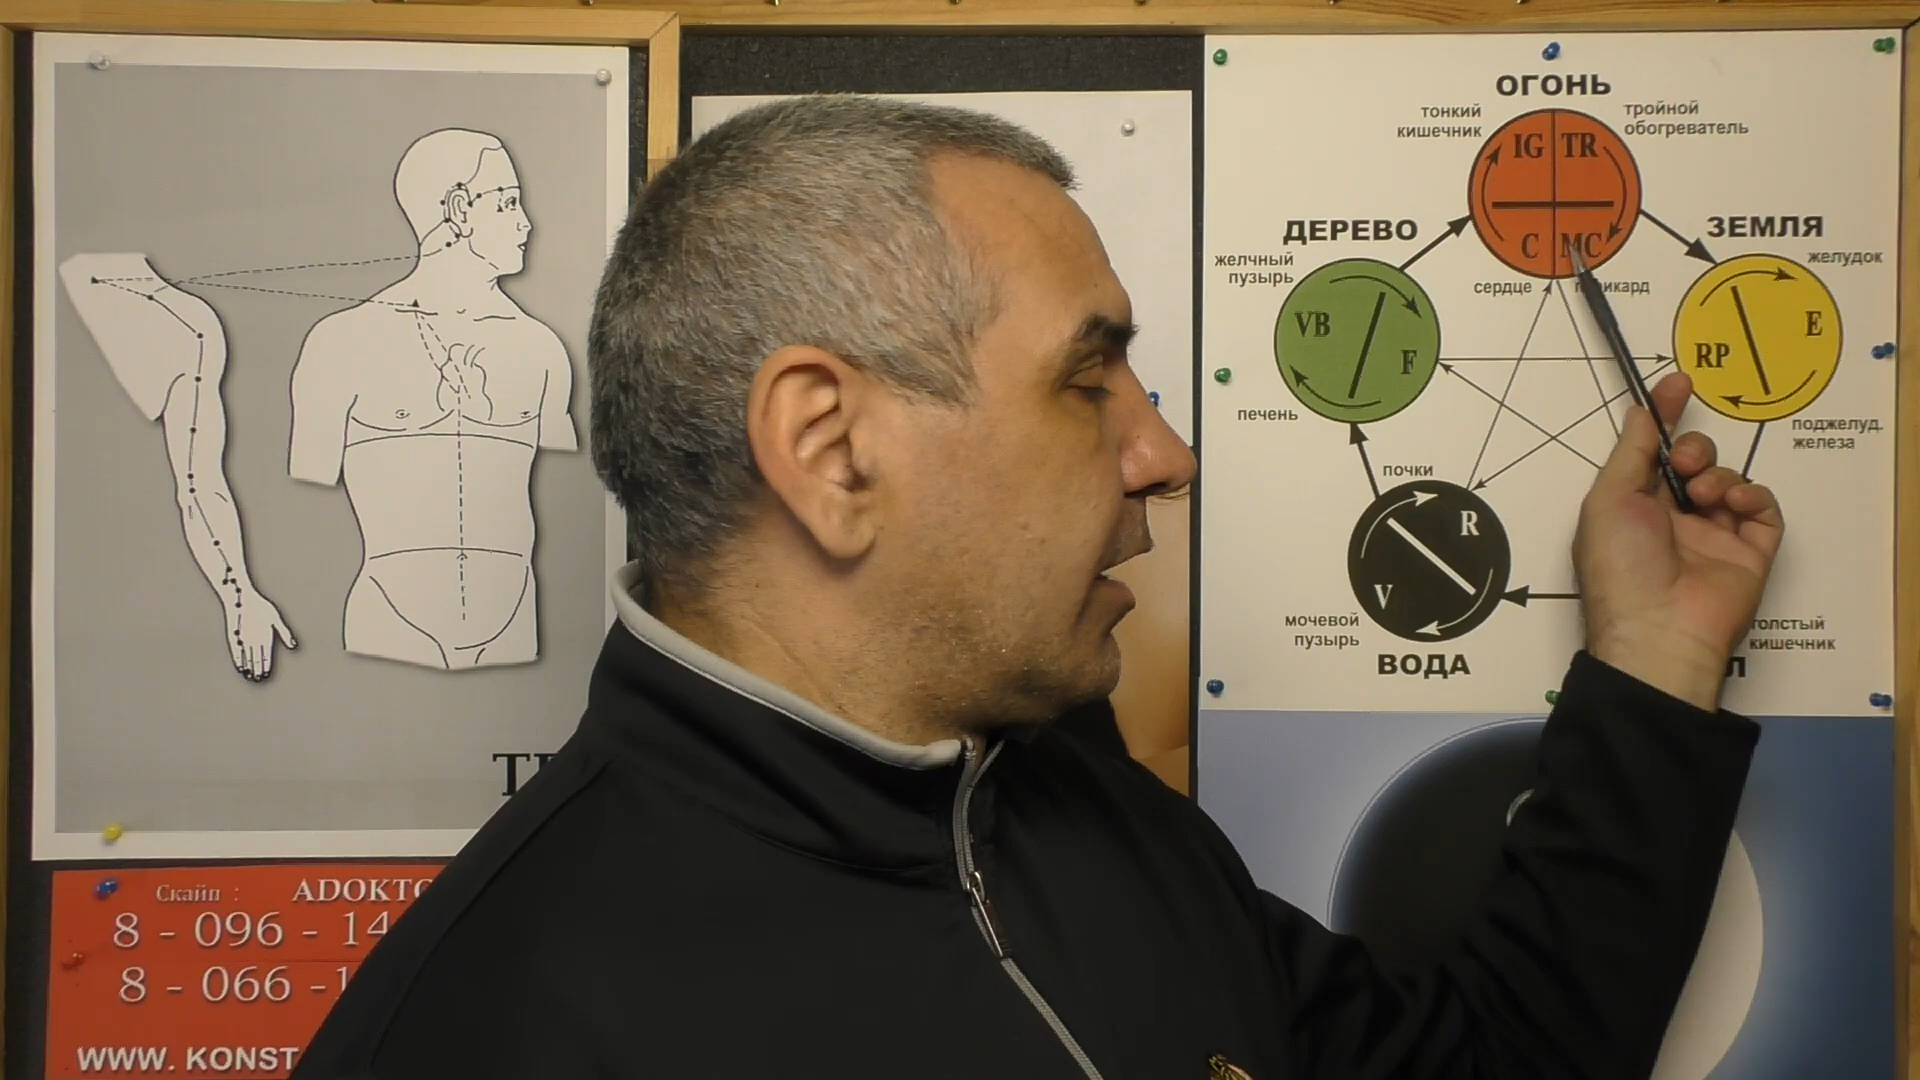 ОГОНЬ
тонкий
кишечник
тройной
обогреватель
IG TR
C MC
сердце
ДЕРЕВО
желчный
пузырь
VB
F
печень
ЗЕМЛЯ
желудок
E
RP
поджелуд.
железа
почки
R
V
мочевой
пузырь
ВОДА
толстый
кишечник
Скайп :
8 - 096 - 14
8 - 066 - 1
WWW. KONST